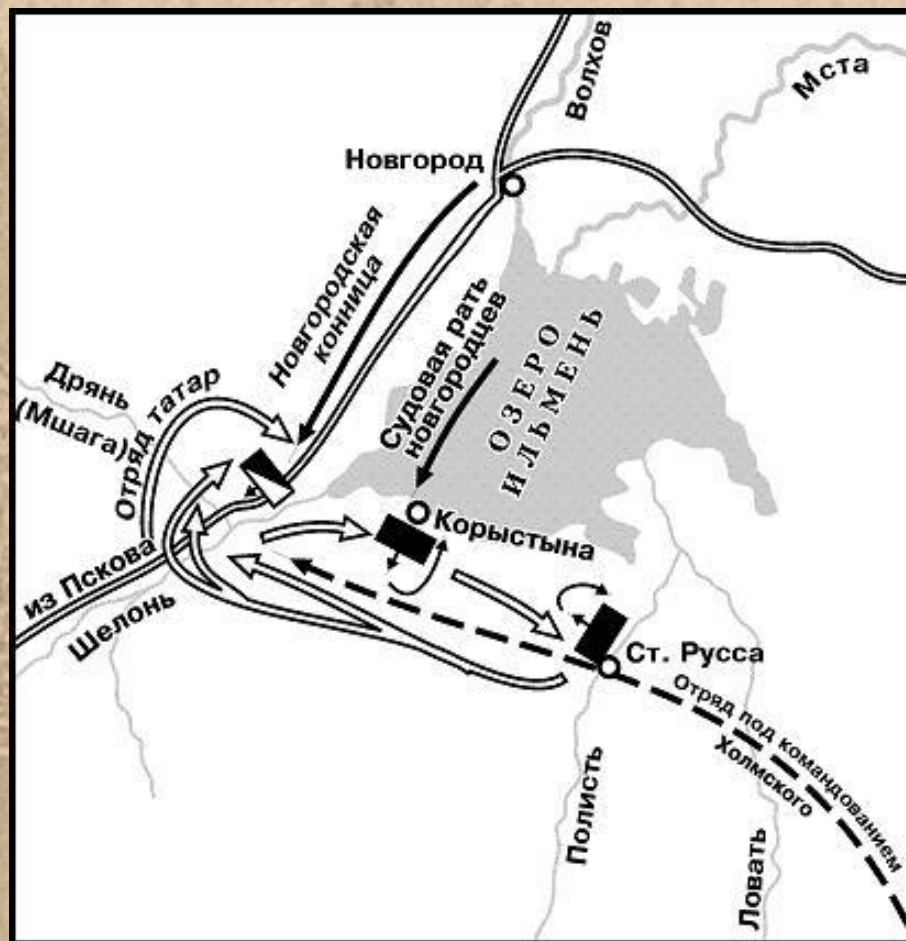 Волхов
Мста
Новгород
Новгородская
конница
Судовая рать
новгородцев
ОЗЕРО
ИЛЬМЕНЬ
Дрянь
(Мшага)
Отряд татар
Корыстына
из Пскова
Шелонь
Ст. Русса
Отряд под командованием
Холмского
Полисть
Ловать